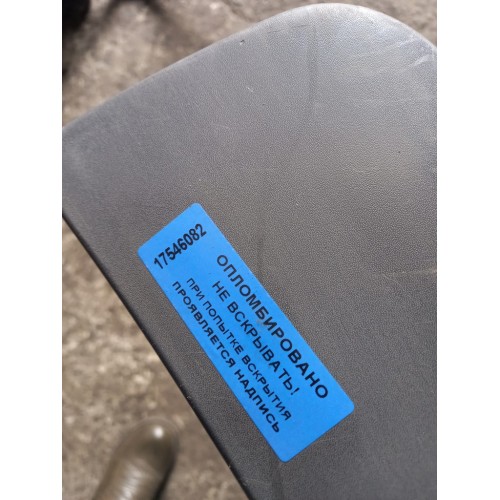 17546082
ОПЛОМБИРОВАНО
НЕ ВСКРЫВАТЬ!
ПРИ ПОПЫТКЕ ВСКРЫТИЯ
ПРОЯВЛЯЕТСЯ НАДПИСЬ